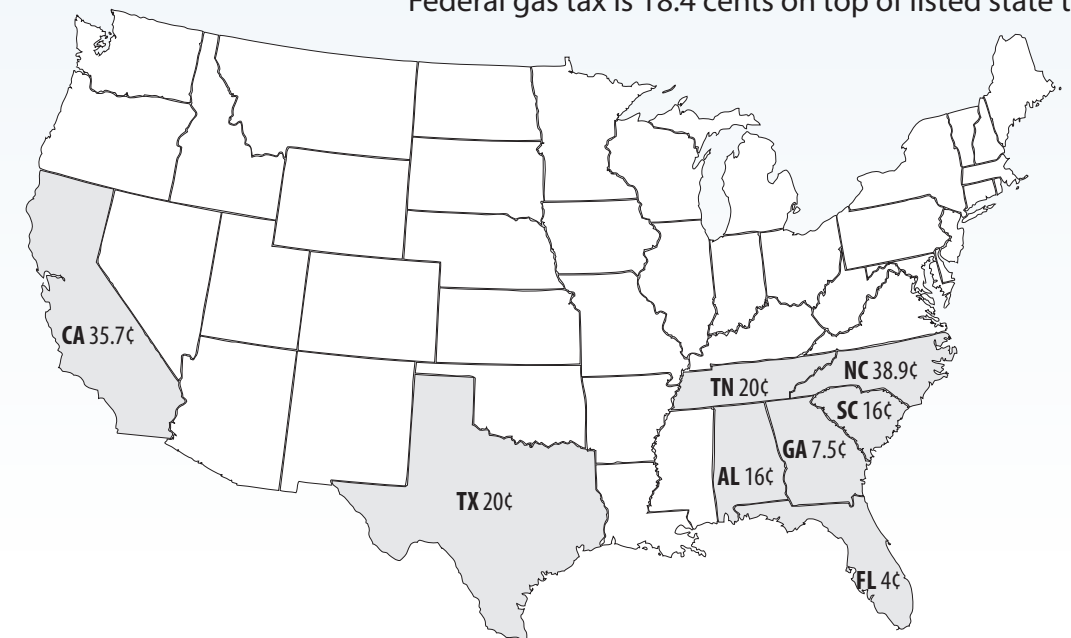 Federal gas tax is 18.4 cents on top of listed state
CA 35.7¢
NC 38.9¢
TN 20¢
SC 16¢
GA 7.5¢
AL 16¢
TX 20¢
FL 4¢